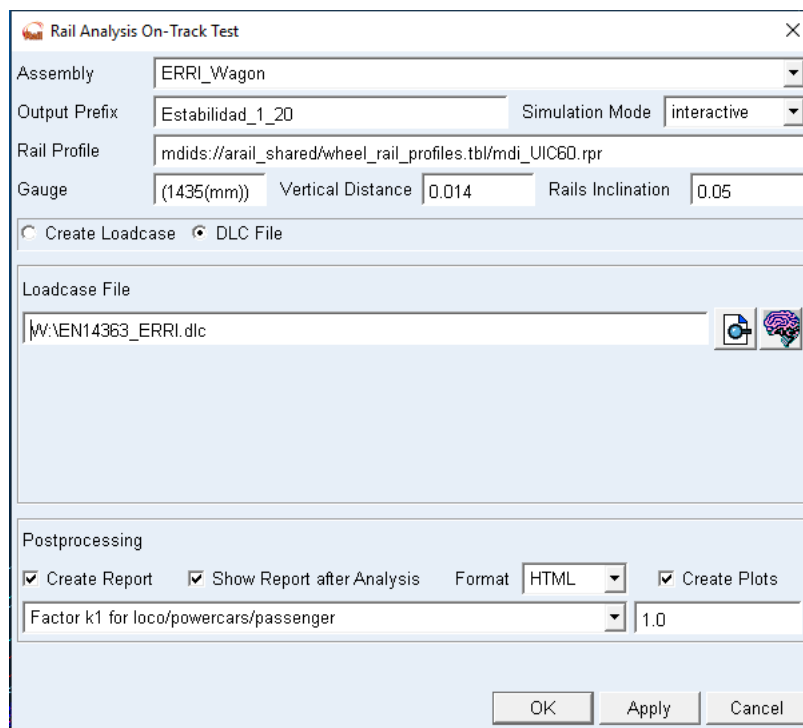 Rail Analysis On-Track Test
Assembly ERRI_Wagon
Output Prefix Estabilidad_1_20 Simulation Mode interactive
Rail Profile mdids://arail_shared/wheel_rail_profiles.tbl/mdi_UIC60.rpr
Gauge (1435(mm)) Vertical Distance 0.014 Rails Inclination 0.05
Create Loadcase DLC File
Loadcase File
W:\EN14363_ERRI.dlc
Postprocessing
Create Report Show Report after Analysis Format HTML Create Plots
Factor k1 for loco/powercars/passenger 1.0
OK Apply Cancel